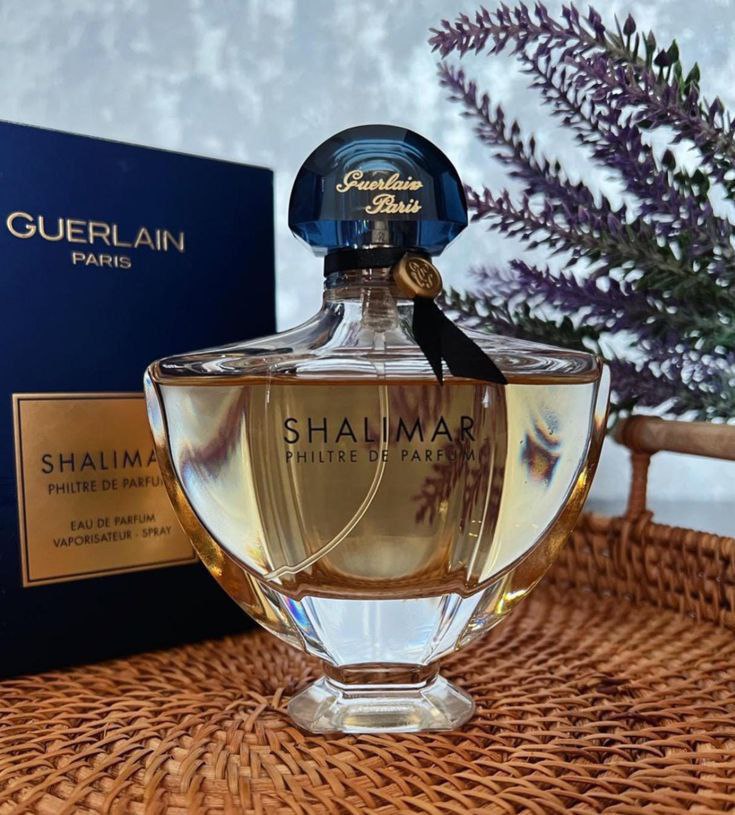 GUERLAIN
PARIS
SHALIMA
PHILTRE DE PARFU
EAU DE PARFUM
VAPORISATEUR - SPRAY
Guerlain
Paris
SHALIMAR
PHILTRE DE PARFUM